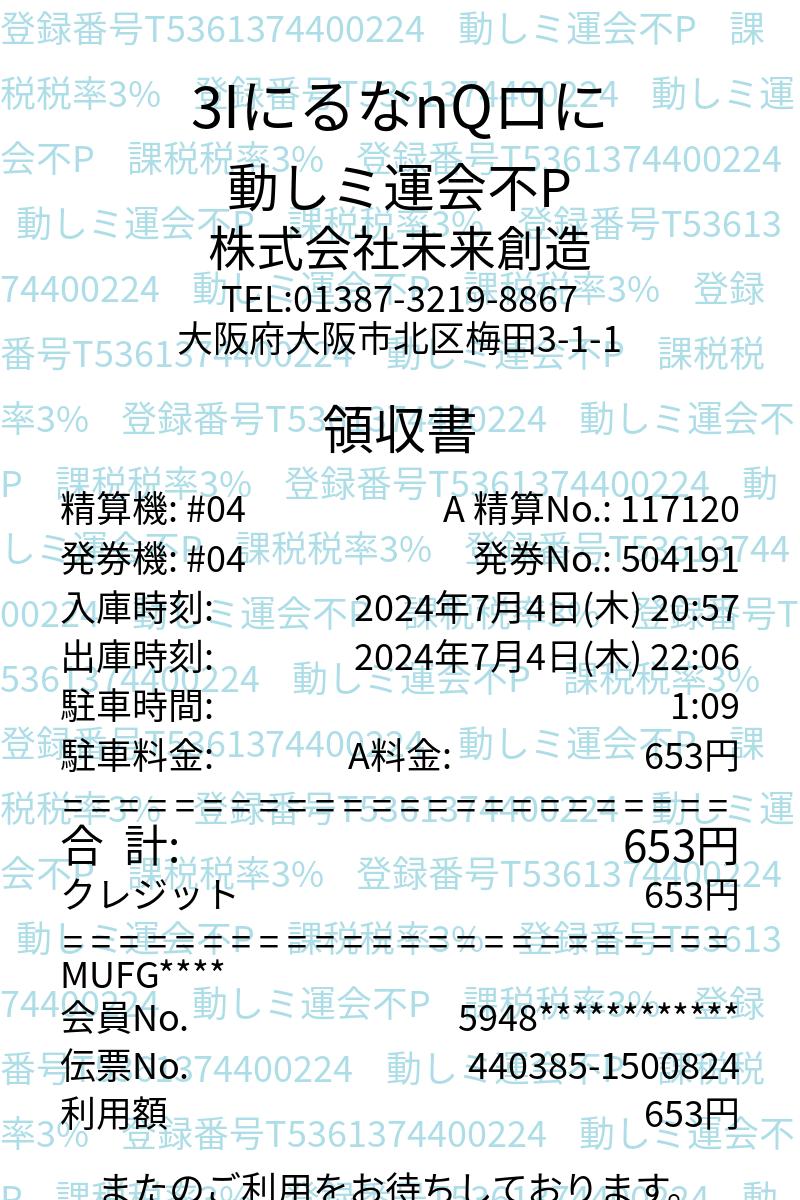 3IにるなnQ口に
動しミ運会不P
株式会社未来創造
TEL:01387-3219-8867
大阪府大阪市北区梅田3-1-1
領収書
精算機: #04 A 精算No.: 117120
発券機: #04 発券No.: 504191
入庫時刻: 2024年7月4日(木) 20:57
出庫時刻: 2024年7月4日(木) 22:06
駐車時間: 1:09
駐車料金: A料金: 653円
========================
合 計: 653円
クレジット 653円
========================
MUFG****
会員No. 5948************
伝票No. 440385-1500824
利用額 653円
またのご利用をお待ちしております。
登録番号T5361374400224 動しミ運会不P 課
税税率3% 登録番号T5361374400224 動しミ運
会不P 課税税率3% 登録番号T5361374400224
動しミ運会不P 課税税率3% 登録番号T53613
74400224 動しミ運会不P 課税税率3% 登録
番号T5361374400224 動しミ運会不P 課税税
率3% 登録番号T5361374400224 動しミ運会不
P 課税税率3% 登録番号T5361374400224 動
しミ運会不P 課税税率3% 登録番号T53613744
00224 動しミ運会不P 課税税率3% 登録番号T
5361374400224 動しミ運会不P 課税税率3%
登録番号T5361374400224 動しミ運会不P 課
税税率3% 登録番号T5361374400224 動しミ運
会不P 課税税率3% 登録番号T5361374400224
動しミ運会不P 課税税率3% 登録番号T53613
74400224 動しミ運会不P 課税税率3% 登録
番号T5361374400224 動しミ運会不P 課税税
率3% 登録番号T5361374400224 動しミ運会不
P 課税税率3% 登録番号T5361374400224 動